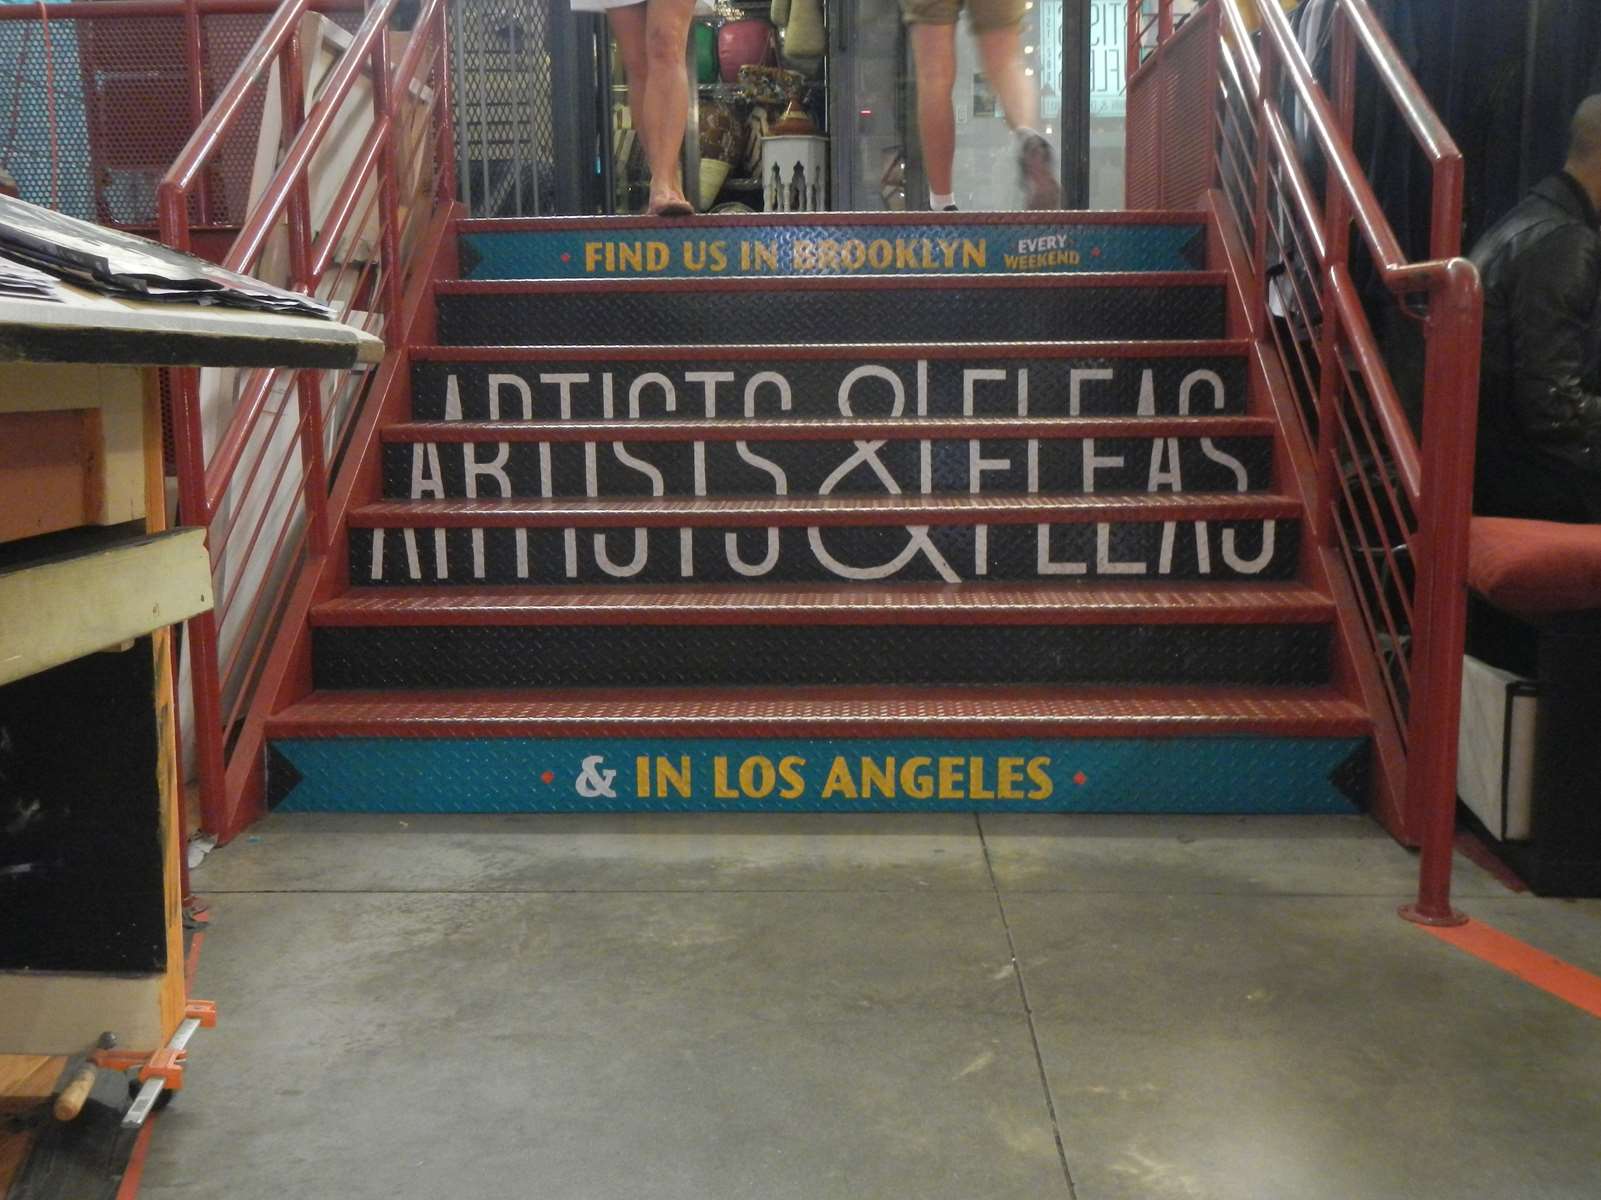 FIND US IN BROOKLYN EVERY WEEKEND
ARTISTS & FLEAS
& IN LOS ANGELES